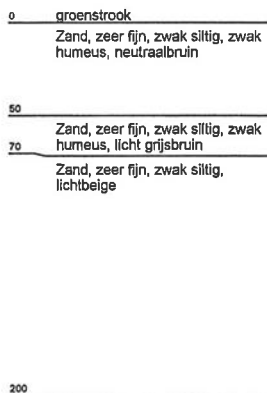 0 groenstrook
Zand, zeer fijn, zwak siltig, zwak
humeus, neutraalbruin
50
Zand, zeer fijn, zwak siltig, zwak
70 humeus, licht grijsbruin
Zand, zeer fijn, zwak siltig,
lichtbeige
200